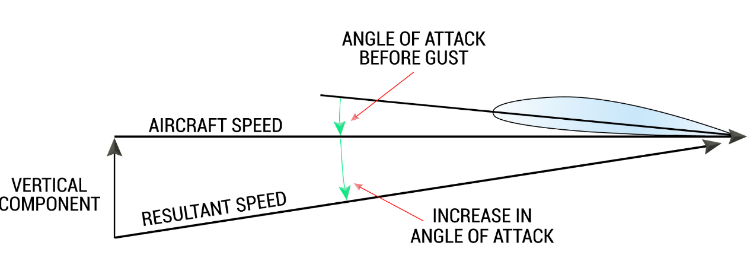 ANGLE OF ATTACK
BEFORE GUST
AIRCRAFT SPEED
VERTICAL
COMPONENT
RESULTANT SPEED
INCREASE IN
ANGLE OF ATTACK